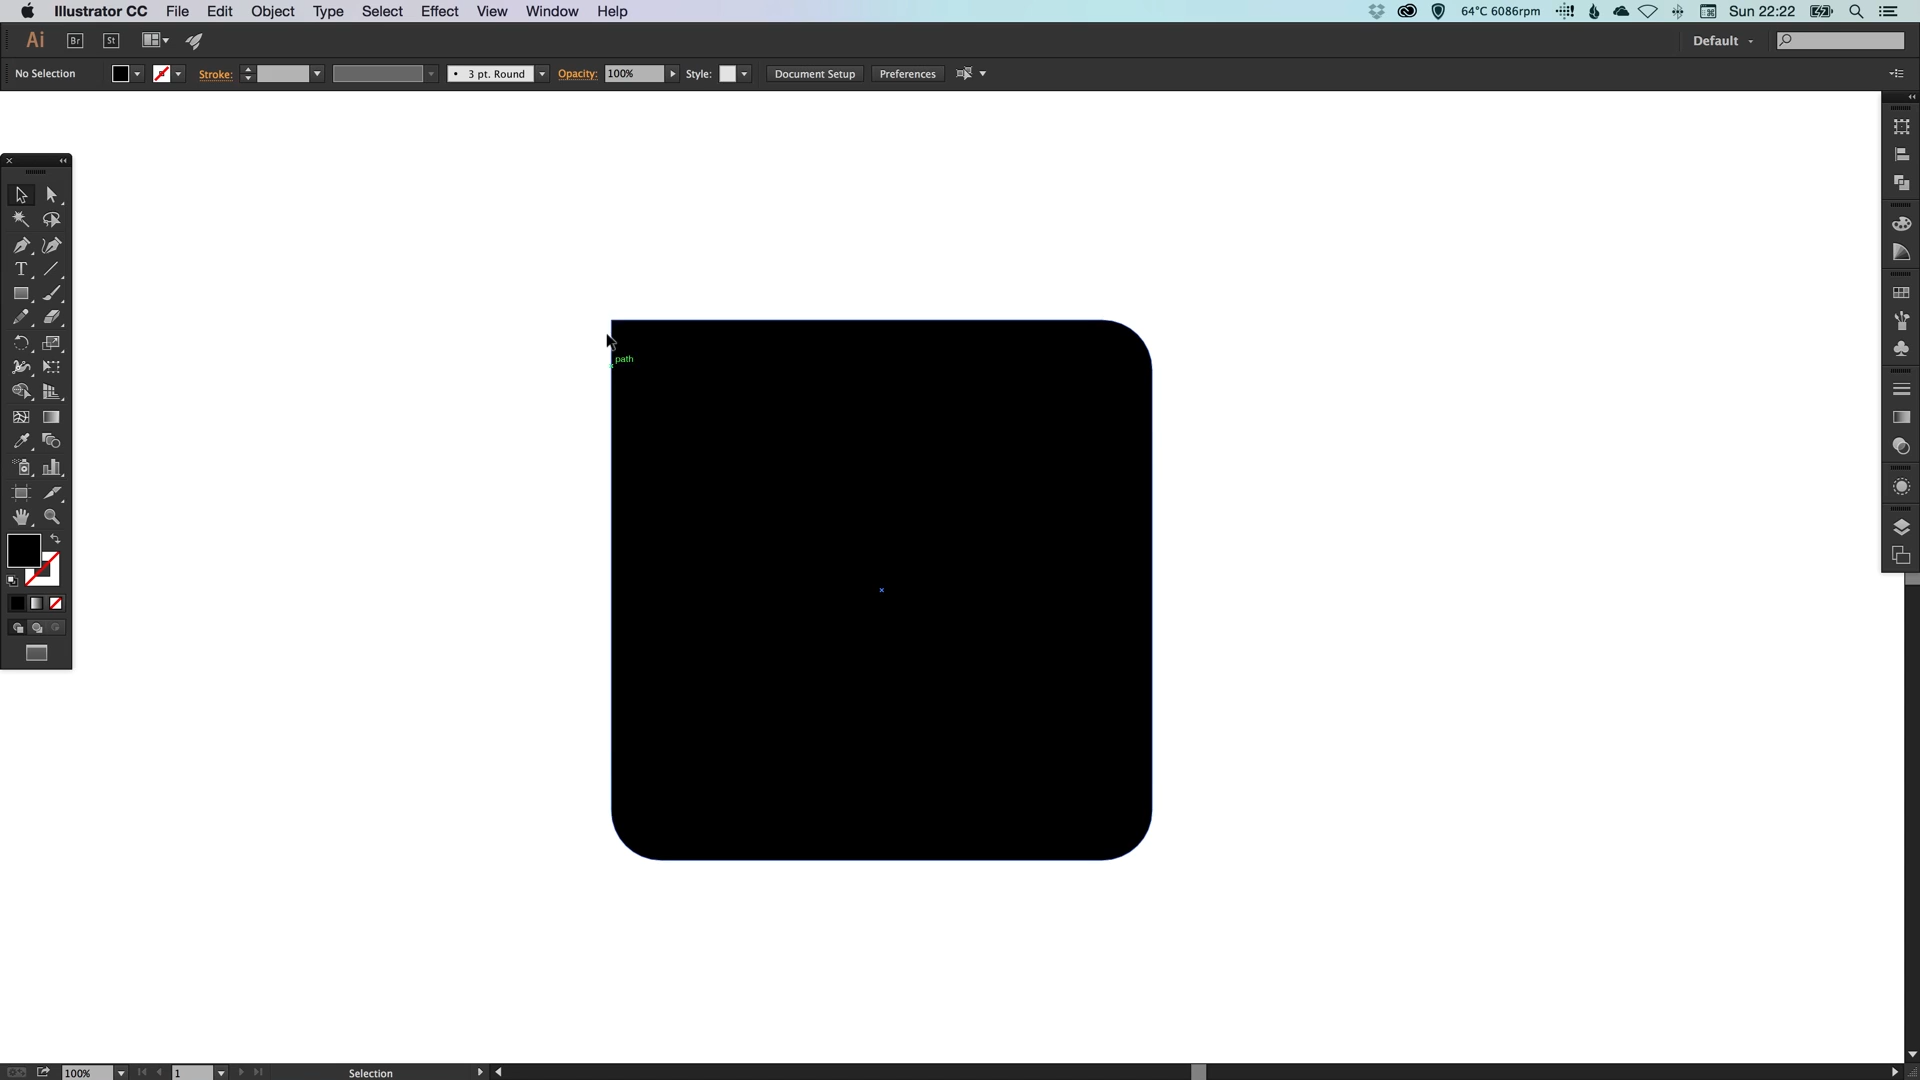 Illustrator CC File Edit Object Type Select Effect View Window Help 64°C 6086rpm Sun 22:22
Ai Br St Default
No Selection Stroke: 3 pt. Round Opacity: 100% Style: Document Setup Preferences
T
path
100% 1 Selection